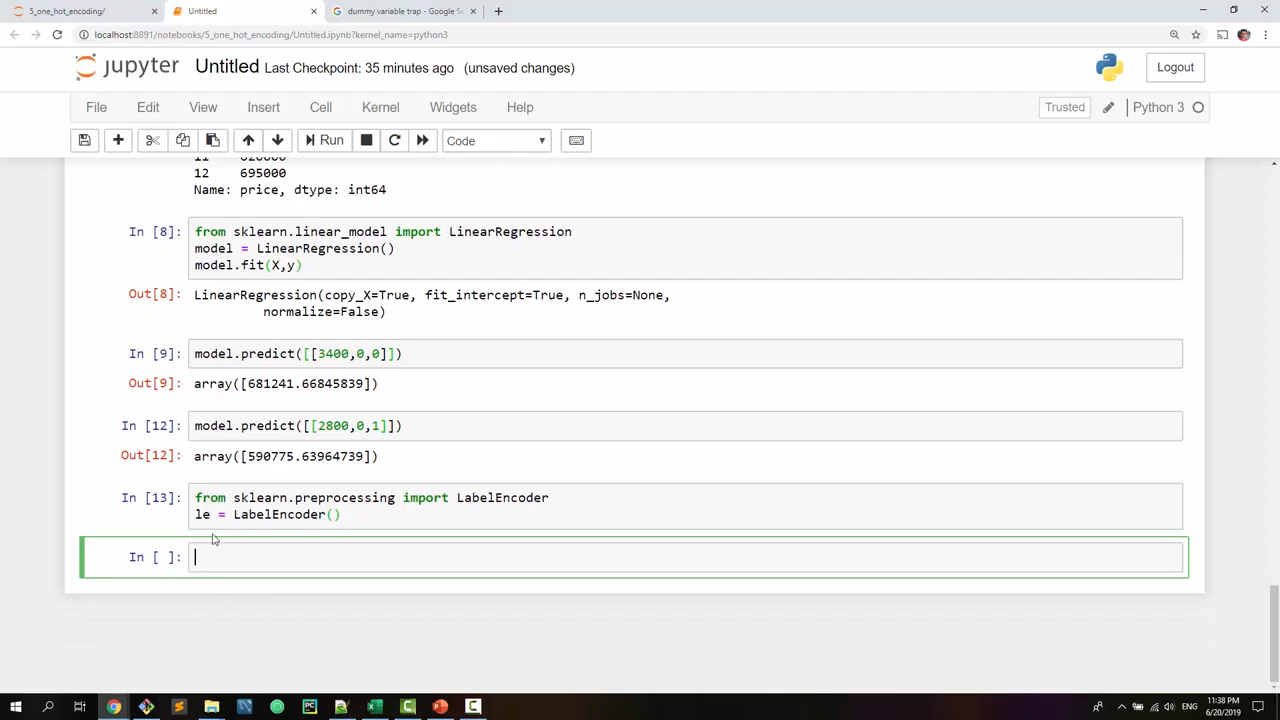 5_one_hot_encoding/
Untitled
dummy variable trap - Google S
localhost:8891/notebooks/5_one_hot_encoding/Untitled.ipynb?kernel_name=python3
jupyter Untitled Last Checkpoint: 35 minutes ago (unsaved changes)
Logout
File Edit View Insert Cell Kernel Widgets Help
Trusted
Python 3
Run
Code
11 620000
12 695000
Name: price, dtype: int64
In [8]: from sklearn.linear_model import LinearRegression
model = LinearRegression()
model.fit(X,y)
Out[8]: LinearRegression(copy_X=True, fit_intercept=True, n_jobs=None,
normalize=False)
In [9]: model.predict([[3400,0,0]])
Out[9]: array([681241.66845839])
In [12]: model.predict([[2800,0,1]])
Out[12]: array([590775.63964739])
In [13]: from sklearn.preprocessing import LabelEncoder
le = LabelEncoder()
In [ ]:
11:38 PM
6/20/2019